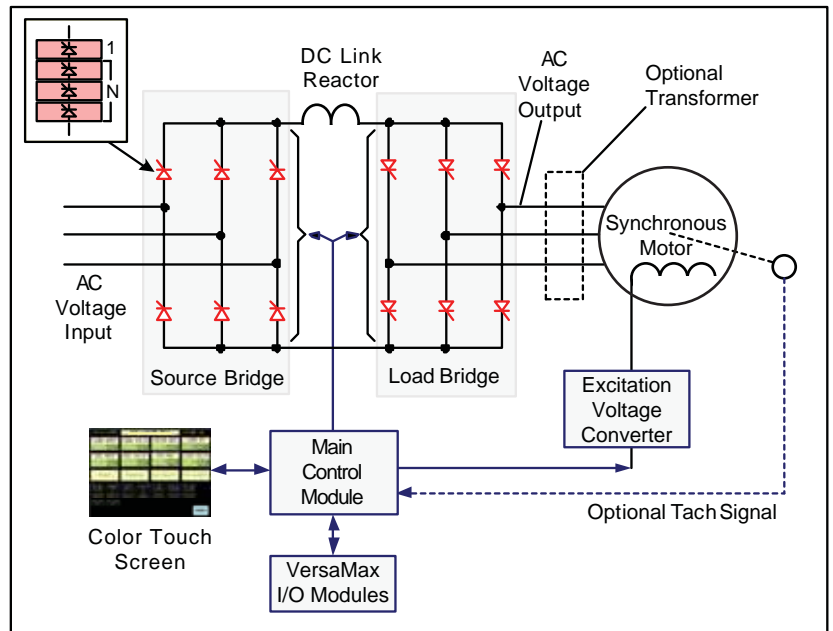 1
N
DC Link
Reactor
AC
Voltage
Output
Optional
Transformer
Synchronous
Motor
AC
Voltage
Input
Source Bridge
Load Bridge
Excitation
Voltage
Converter
Main
Control
Module
Optional Tach Signal
Color Touch
Screen
VersaMax
I/O Modules